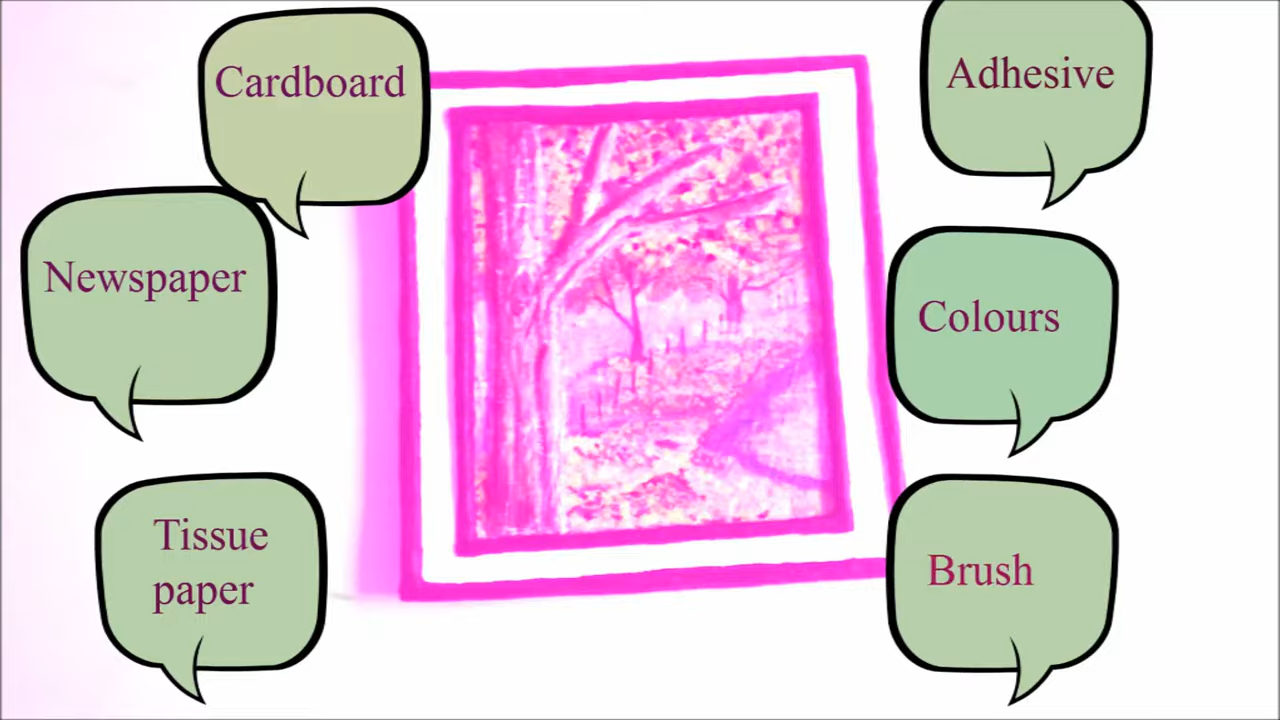 Cardboard
Newspaper
Tissue
paper
Adhesive
Colours
Brush